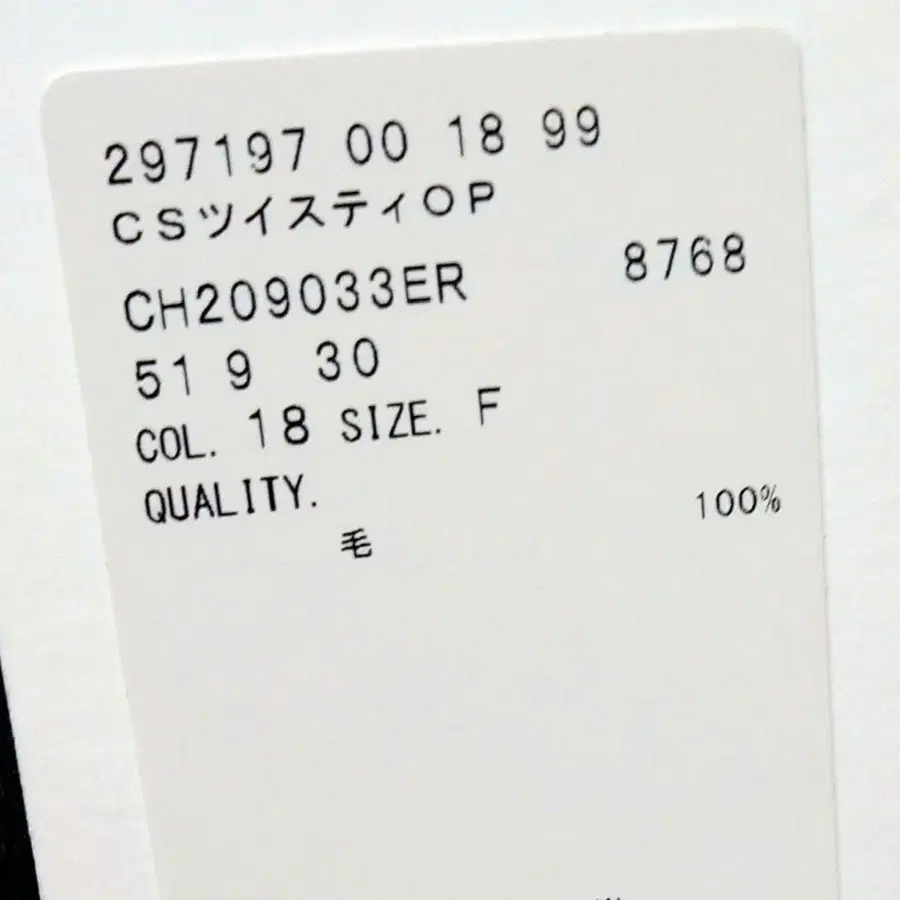 297197 00 18 99
CSツイスティOP
CH209033ER 8768
51 9 30
COL. 18 SIZE. F
QUALITY.
毛 100%